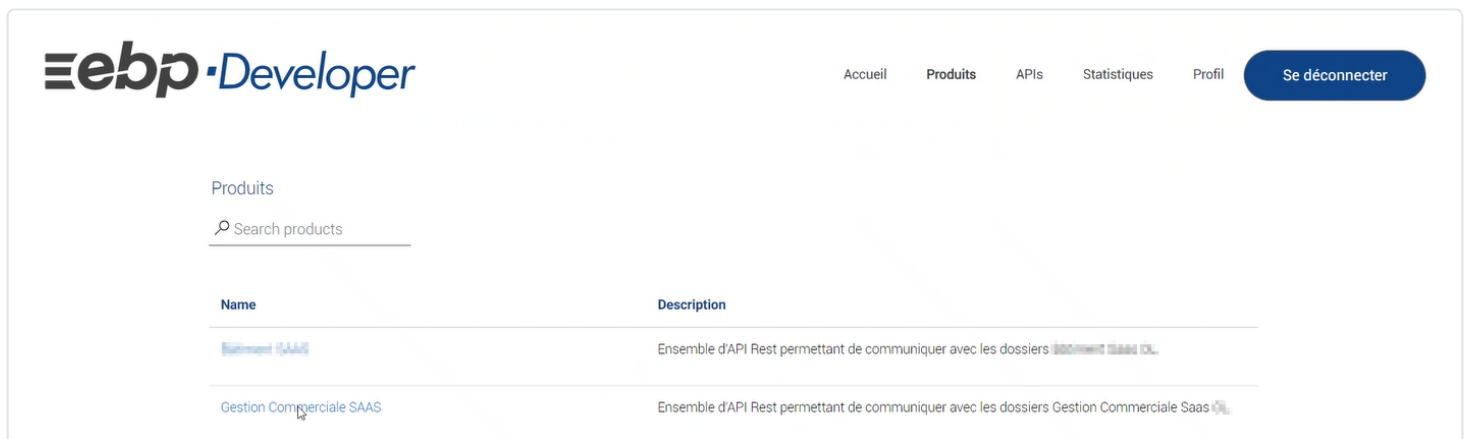 ebp Developer
Accueil Produits APIs Statistiques Profil Se déconnecter
Produits
Search products
Name Description
Ensemble d'API Rest permettant de communiquer avec les dossiers
Gestion Commerciale SAAS Ensemble d'API Rest permettant de communiquer avec les dossiers Gestion Commerciale Saas